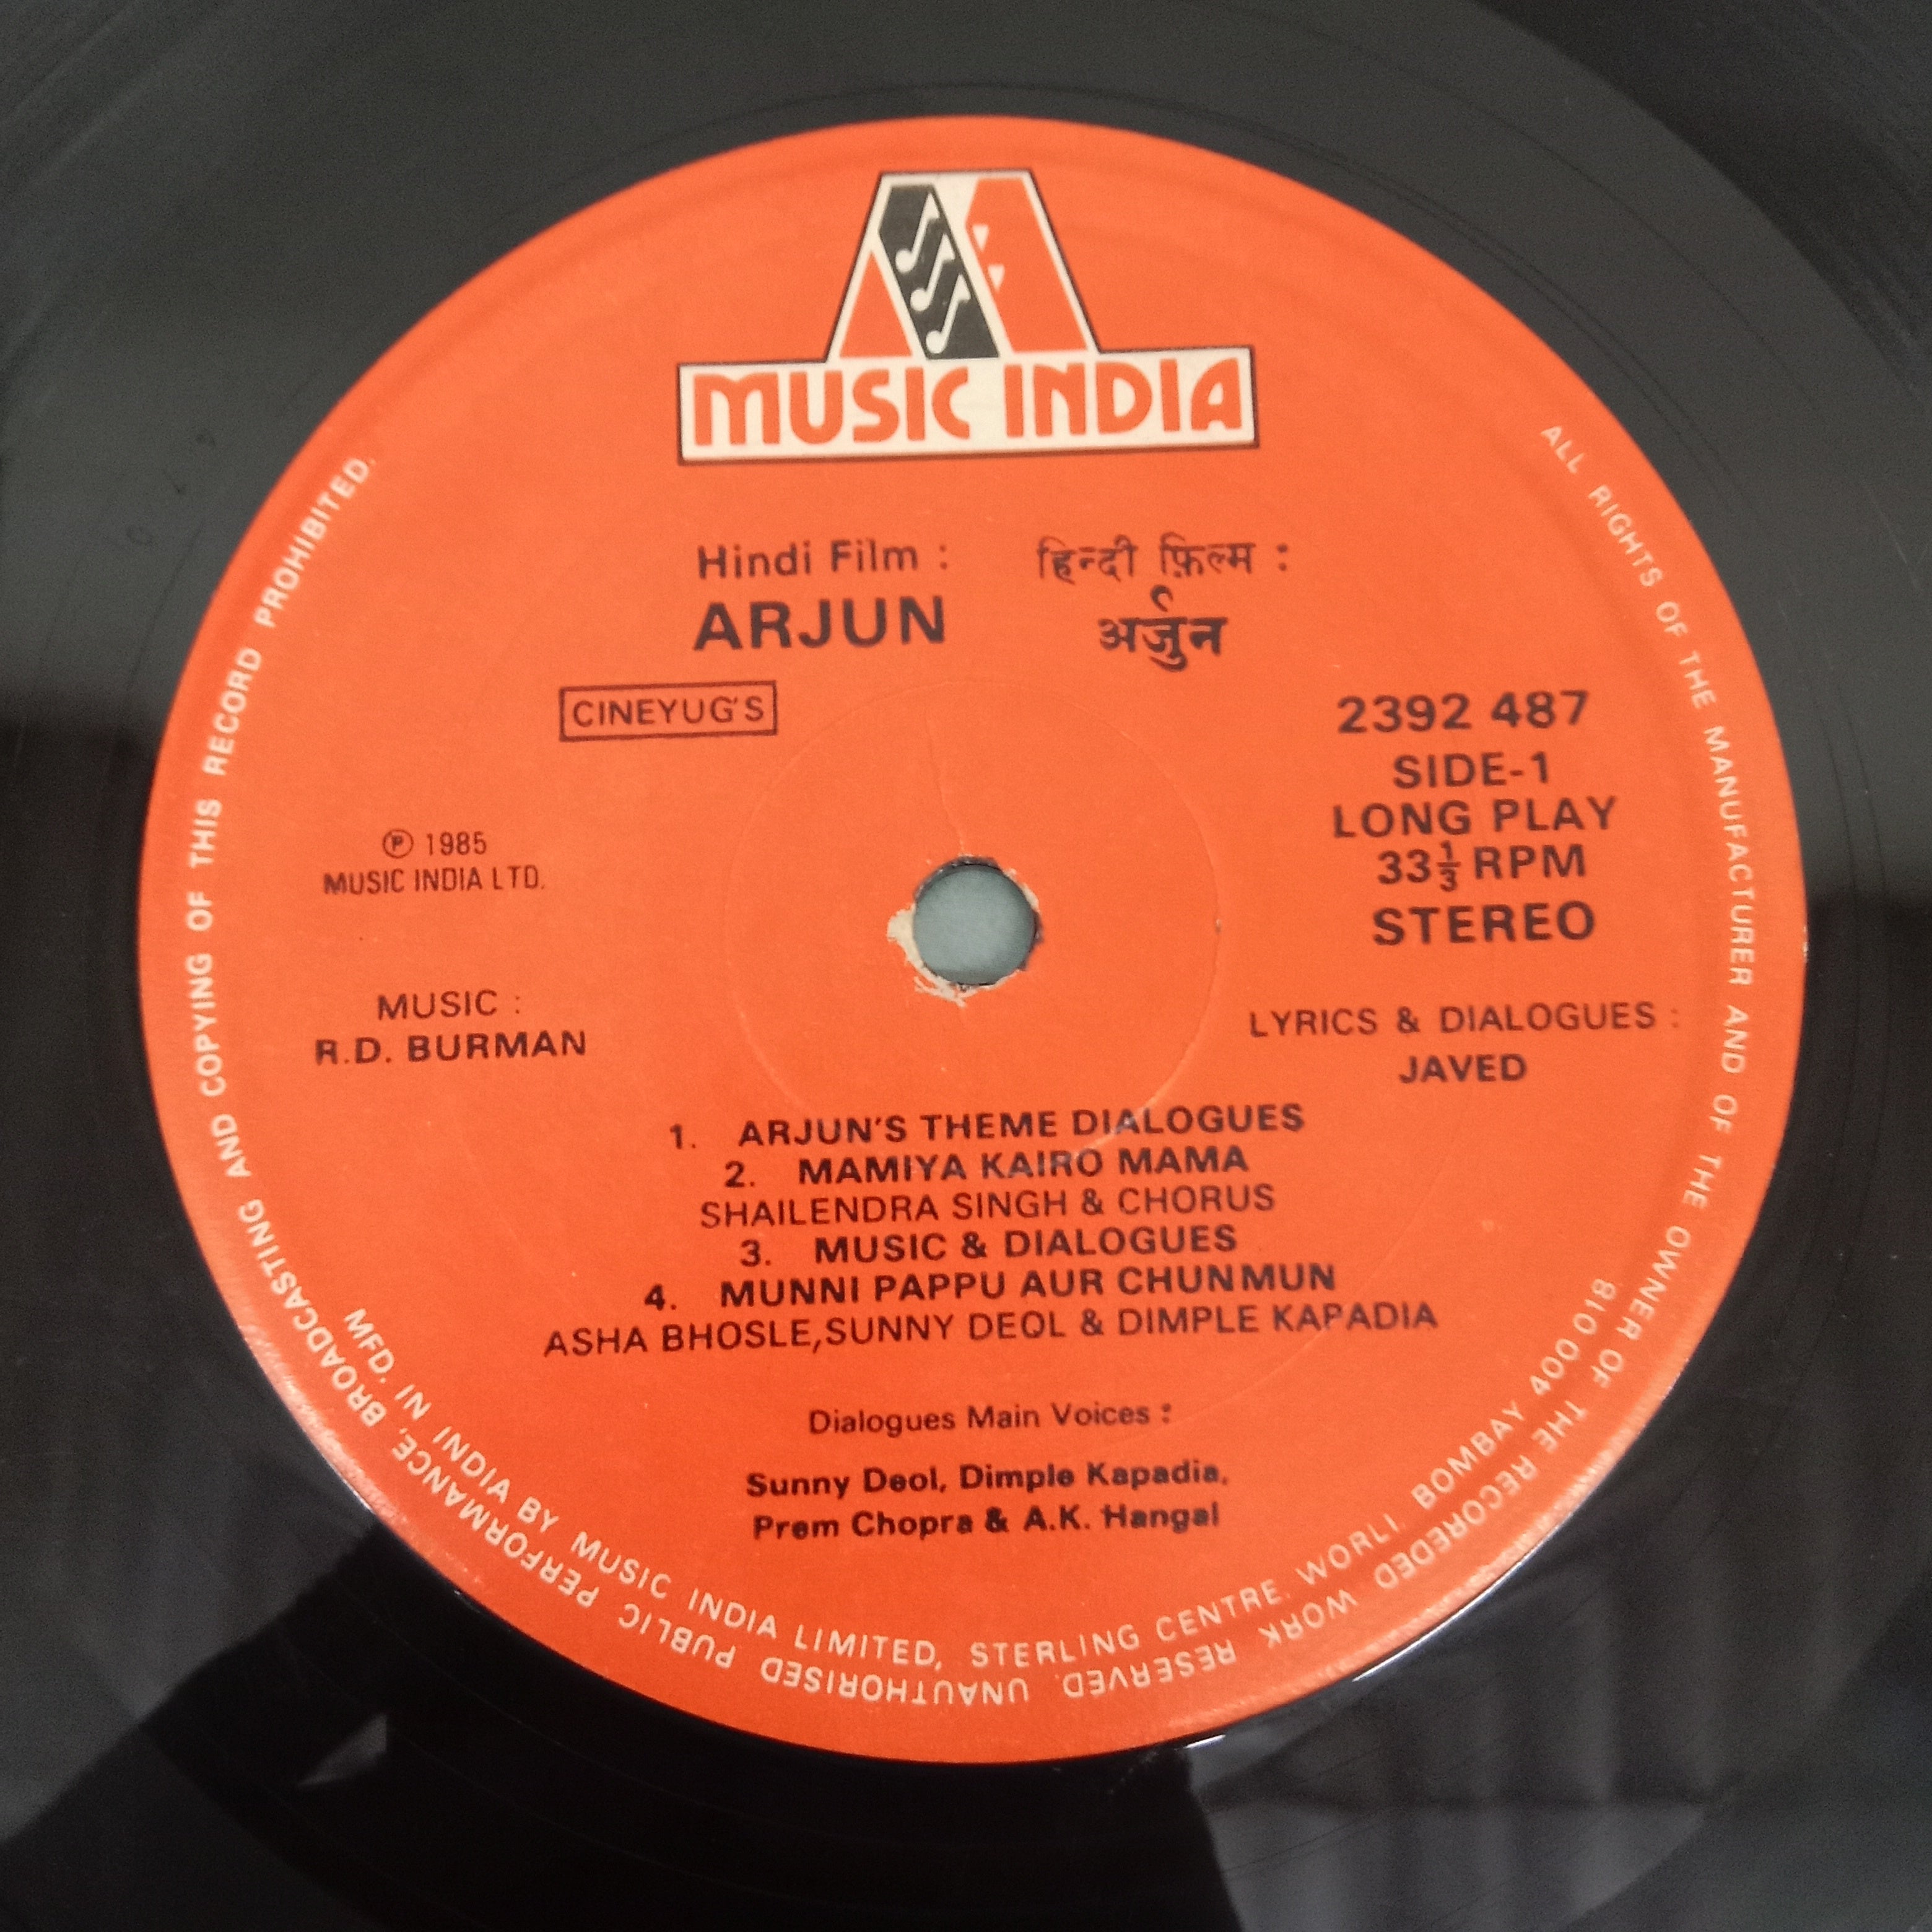 MUSIC INDIA
Hindi Film :
ARJUN
हिन्दी फ़िल्म :
अर्जुन
CINEYUG'S
2392 487
SIDE-1
LONG PLAY
33⅓ RPM
STEREO
Ⓟ 1985
MUSIC INDIA LTD.
MUSIC :
R.D. BURMAN
LYRICS & DIALOGUES :
JAVED
1. ARJUN'S THEME DIALOGUES
2. MAMIYA KAIRO MAMA
SHAILENDRA SINGH & CHORUS
3. MUSIC & DIALOGUES
4. MUNNI PAPPU AUR CHUNMUN
ASHA BHOSLE,SUNNY DEOL & DIMPLE KAPADIA
Dialogues Main Voices :
Sunny Deol, Dimple Kapadia,
Prem Chopra & A.K. Hangal
MFD. IN INDIA BY MUSIC INDIA LIMITED, STERLING CENTRE, WORLI, BOMBAY 400 018
ALL RIGHTS OF THE MANUFACTURER AND OF THE OWNER OF THE RECORDED WORK RESERVED. UNAUTHORISED PUBLIC PERFORMANCE, BROADCASTING AND COPYING OF THIS RECORD PROHIBITED.